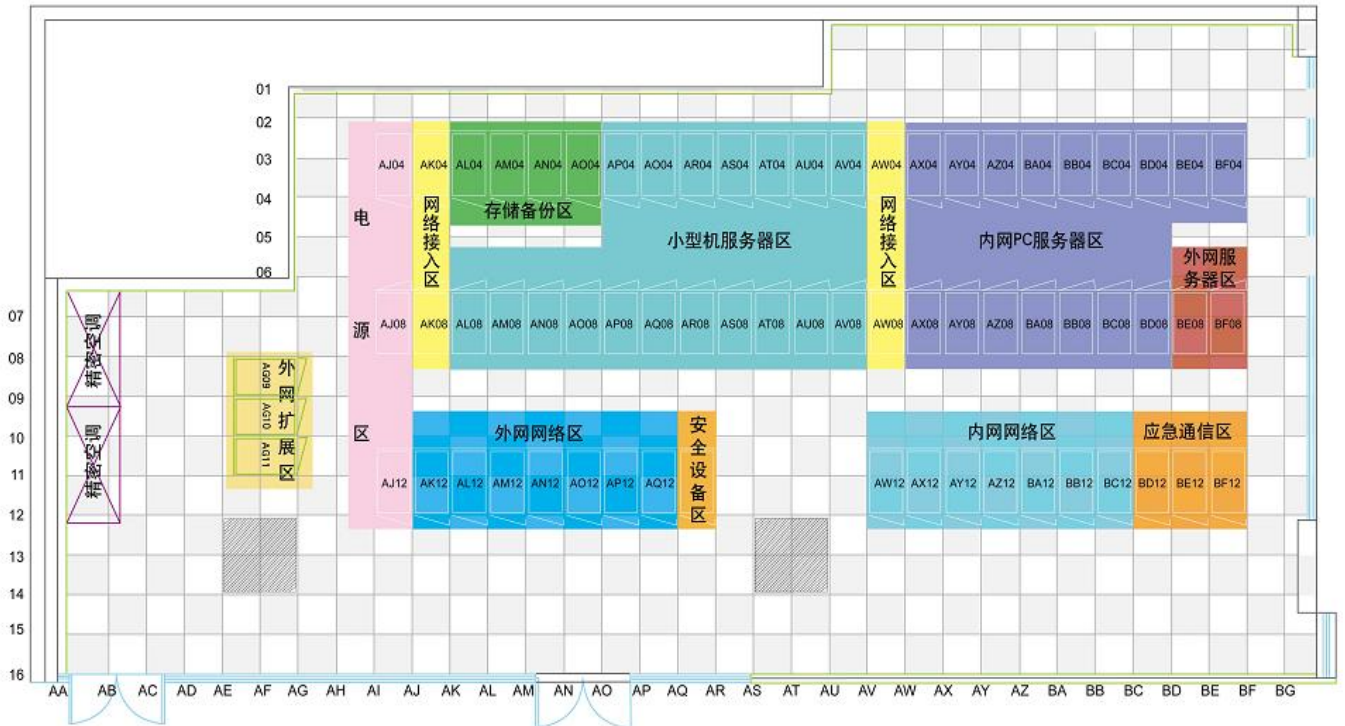 01
02
AJ04 AK04 AL04 AM04 AN04 AO04 AP04 AO04 AR04 AS04 AT04 AU04 AV04 AW04 AX04 AY04 AZ04 BA04 BB04 BC04 BD04 BE04 BF04
03
04
存储备份区
电
网络接入区
小型机服务器区
网络接入区
内网PC服务器区
05
外网服
务器区
06
07
源
AJ08 AK08 AL08 AM08 AN08 AO08 AP08 AQ08 AR08 AS08 AT08 AU08 AV08 AW08 AX08 AY08 AZ08 BA08 BB08 BC08 BD08 BE08 BF08
精密空调
08
外网扩展区
AG09
09
AG10
10
AG11
区
外网网络区
安全设备区
内网网络区
应急通信区
精密空调
11
AJ12 AK12 AL12 AM12 AN12 AO12 AP12 AQ12 AW12 AX12 AY12 AZ12 BA12 BB12 BC12 BD12 BE12 BF12
12
13
14
15
16
AA AB AC AD AE AF AG AH AI AJ AK AL AM AN AO AP AQ AR AS AT AU AV AW AX AY AZ BA BB BC BD BE BF BG